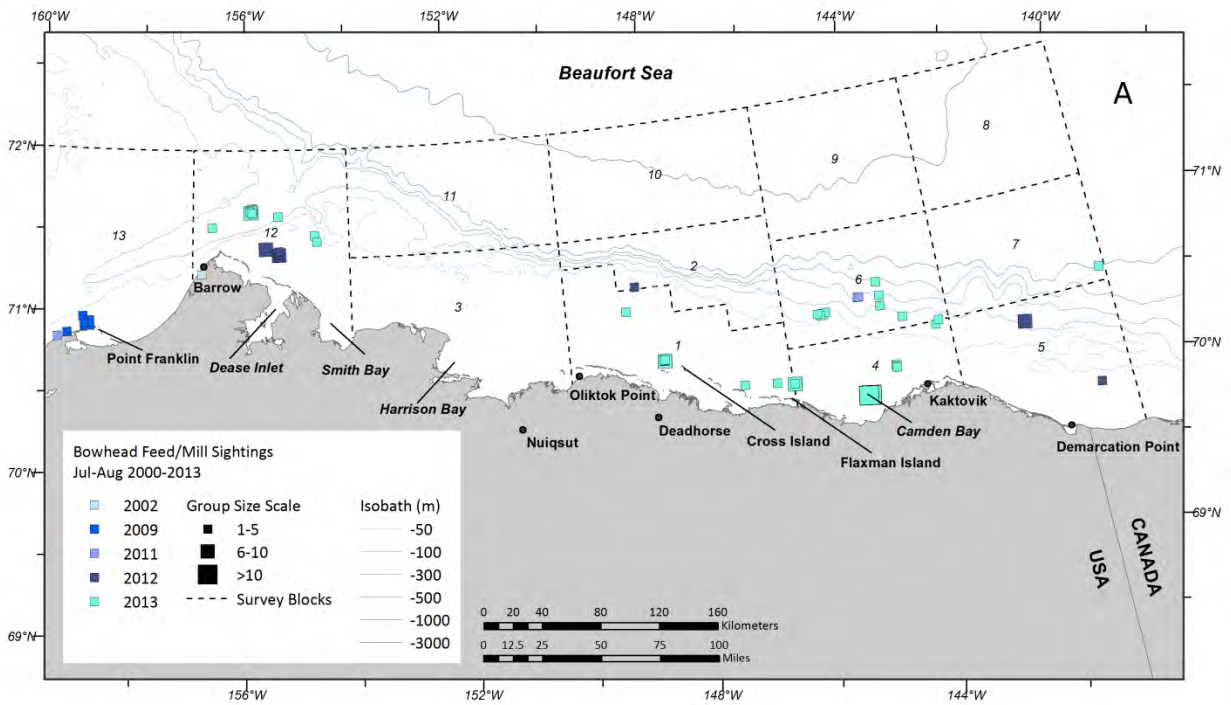 160°W 156°W 152°W 148°W 144°W 140°W
Beaufort Sea
A
72°N
71°N
70°N
69°N
71°N
70°N
69°N
8
9
10
11
7
13
12
2
6
3
5
1
4
Barrow
Point Franklin
Dease Inlet
Smith Bay
Harrison Bay
Oliktok Point
Nuiqsut
Deadhorse
Cross Island
Flaxman Island
Camden Bay
Kaktovik
Demarcation Point
USA
CANADA
Bowhead Feed/Mill Sightings
Jul-Aug 2000-2013
2002
2009
2011
2012
2013
Group Size Scale
1-5
6-10
>10
Survey Blocks
Isobath (m)
-50
-100
-300
-500
-1000
-3000
0 20 40 80 120 160
Kilometers
0 12.5 25 50 75 100
Miles
156°W 152°W 148°W 144°W